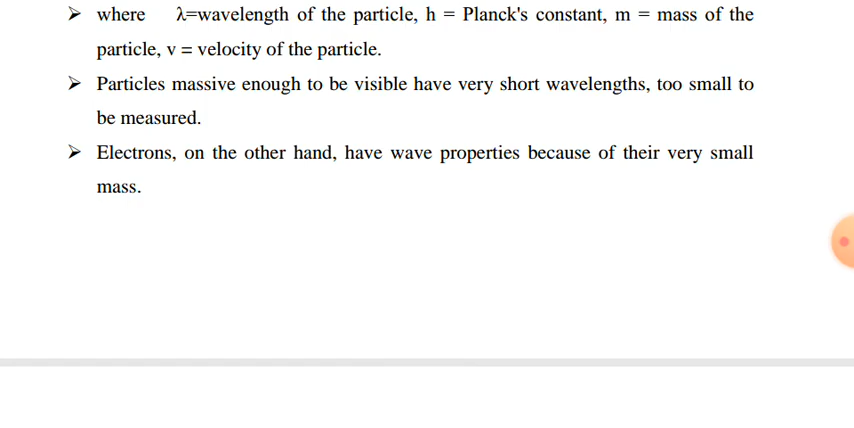 ➢ where λ=wavelength of the particle, h = Planck's constant, m = mass of the
particle, v = velocity of the particle.
➢ Particles massive enough to be visible have very short wavelengths, too small to
be measured.
➢ Electrons, on the other hand, have wave properties because of their very small
mass.